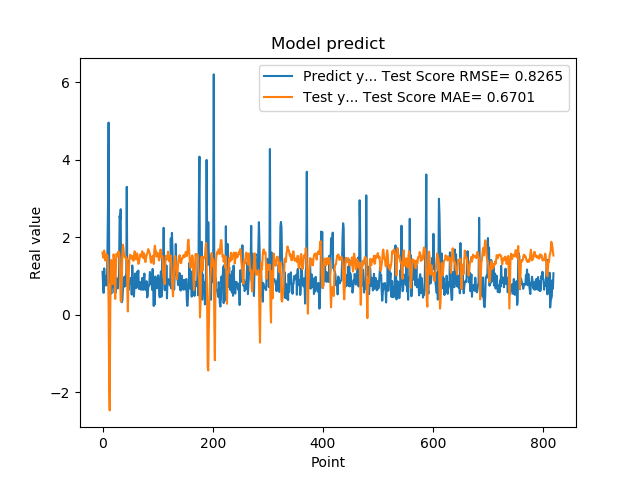 Model predict
Predict y... Test Score RMSE= 0.8265
Test y... Test Score MAE= 0.6701
6
4
2
0
−2
Real value
0 200 400 600 800
Point